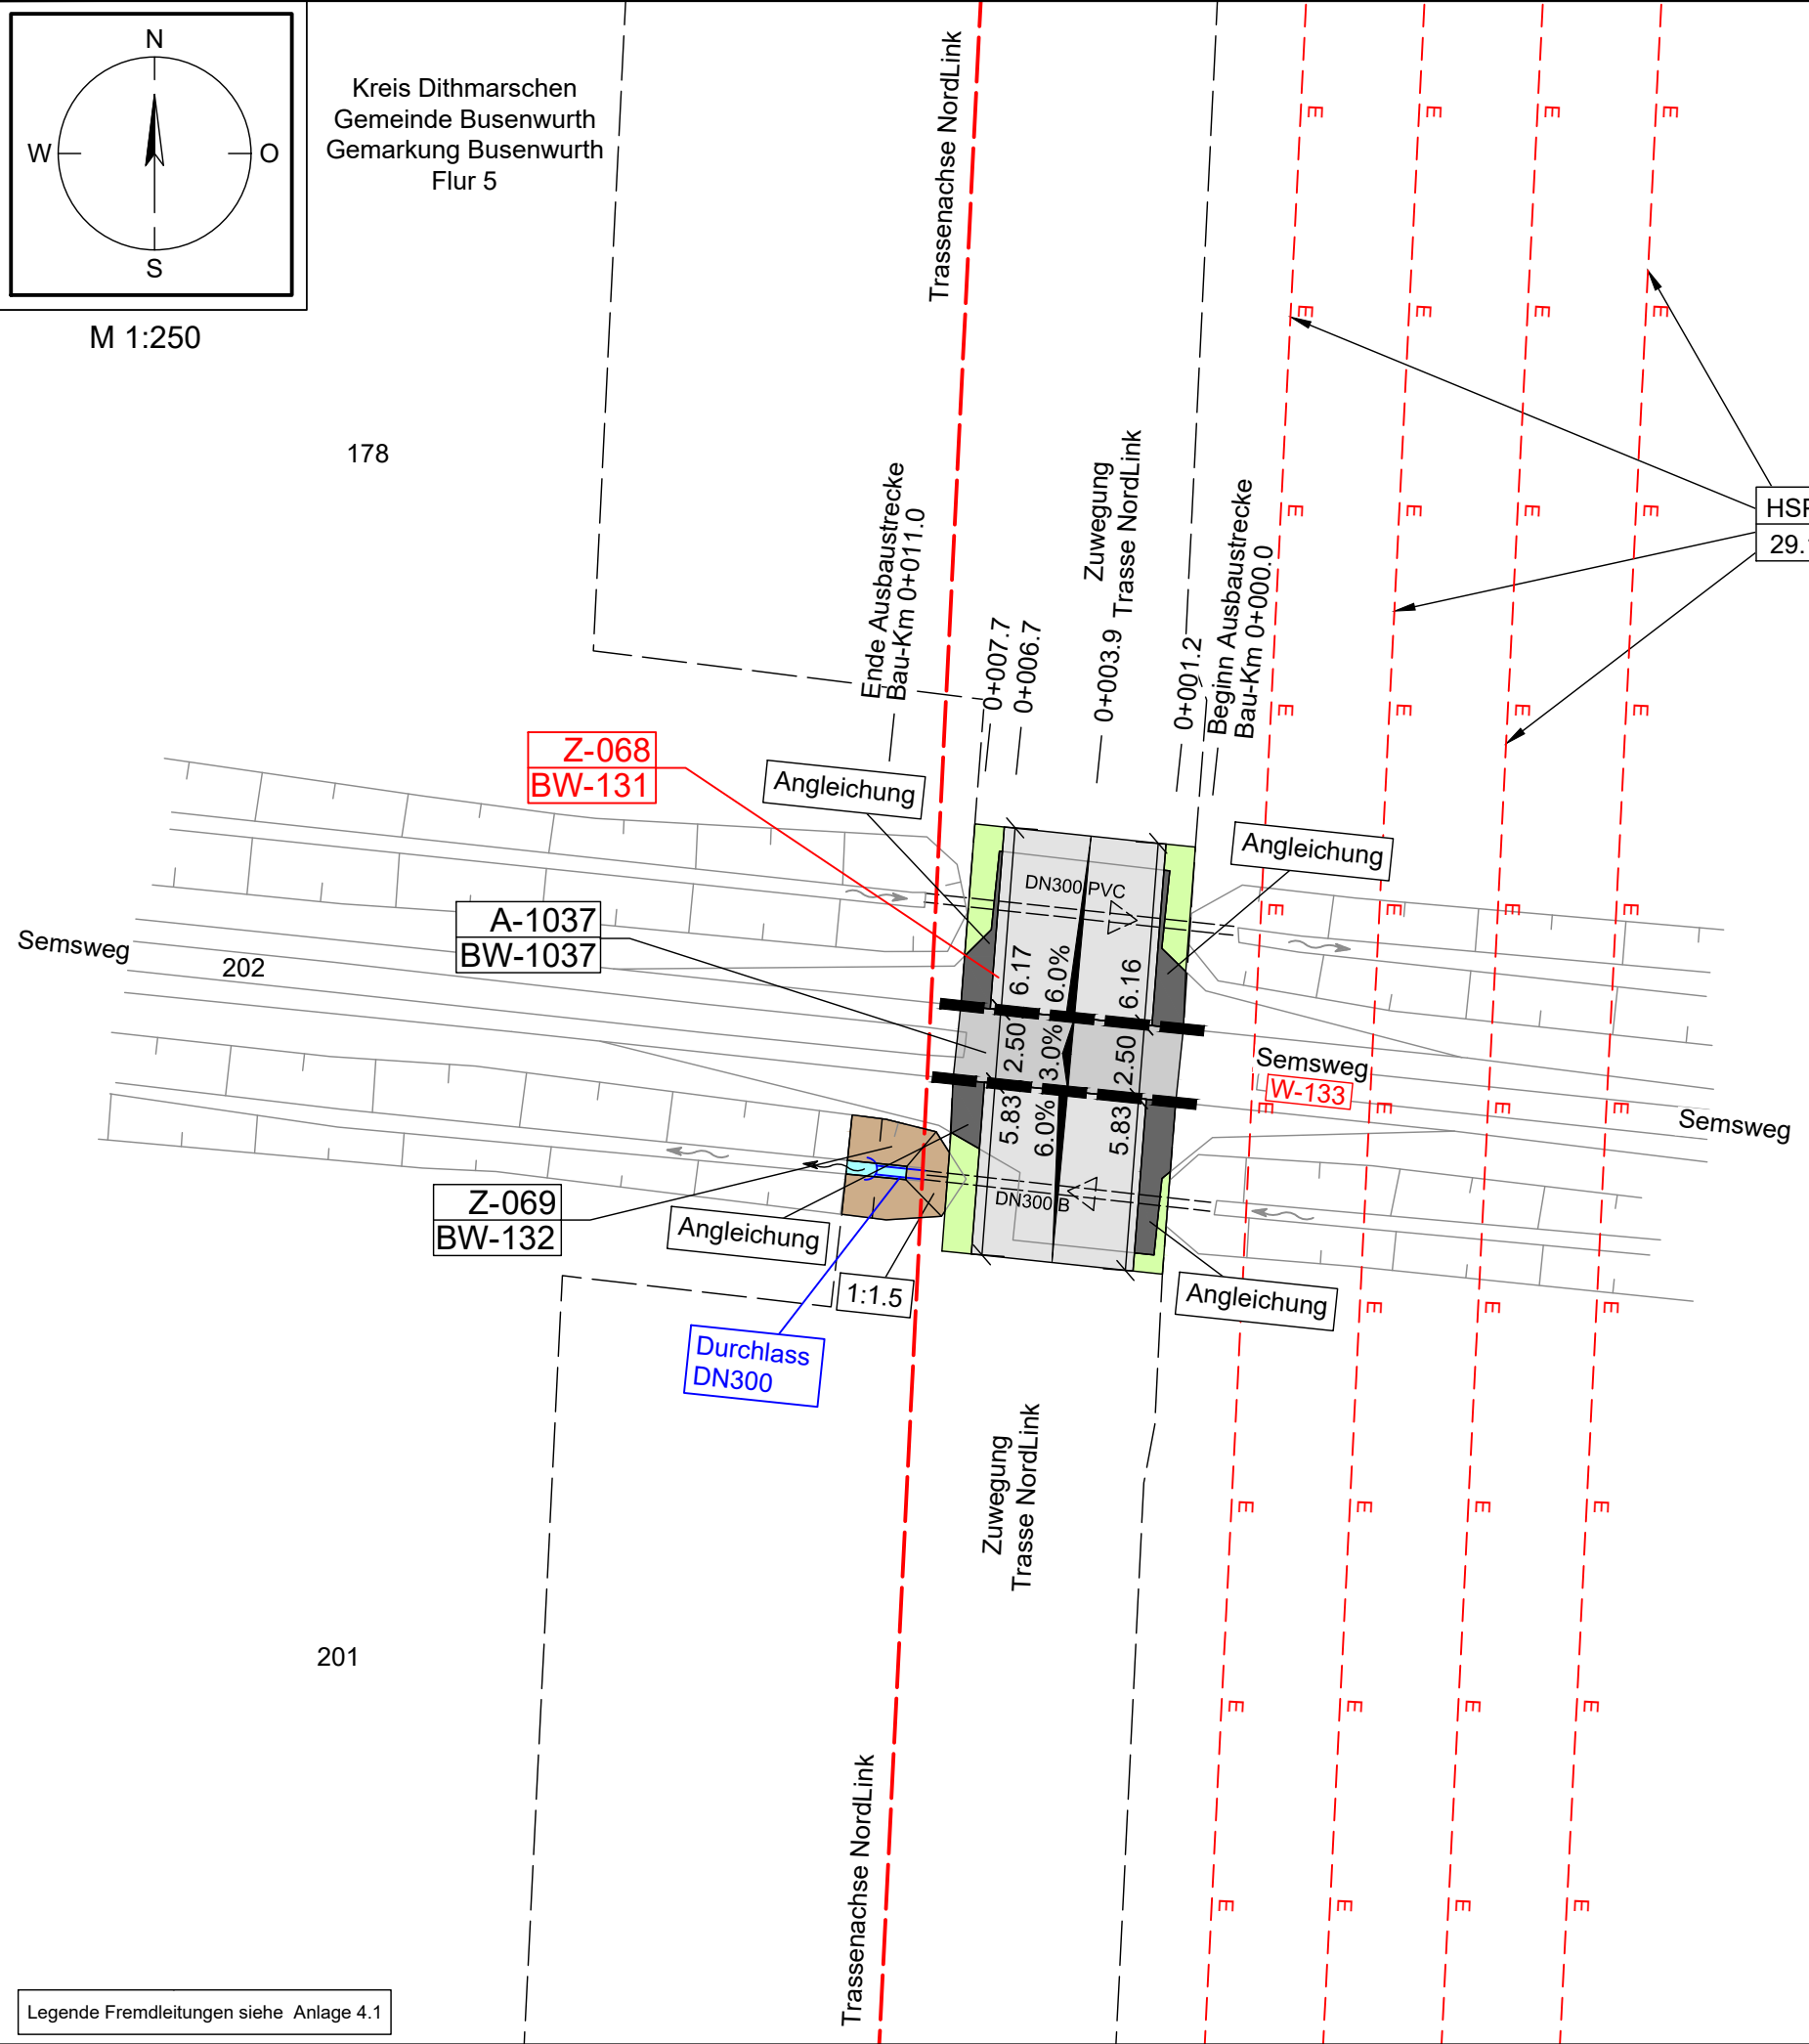 N
W
O
S
M 1:250
Kreis Dithmarschen
Gemeinde Busenwurth
Gemarkung Busenwurth
Flur 5
Trassenachse NordLink
178
Ende Ausbaustrecke
Bau-Km 0+011.0
0+007.7
0+006.7
Zuwegung
Trasse NordLink
0+003.9
0+001.2
Beginn Ausbaustrecke
Bau-Km 0+000.0
E E E E
E E E E
E E E E
E E E E
E E E E
E E E E
E E E
E E E E
E E E E
E E E E
29.
Z-068
BW-131
Angleichung
Angleichung
DN300 PVC
A-1037
BW-1037
Semsweg
202
6.17
6.0%
6.16
2.50
3.0%
2.50
5.83
6.0%
5.83
Semsweg
W-133
Semsweg
DN300 B
Z-069
BW-132
Angleichung
1:1.5
Angleichung
Durchlass
DN300
Zuwegung
Trasse NordLink
201
Trassenachse NordLink
Legende Fremdleitungen siehe Anlage 4.1